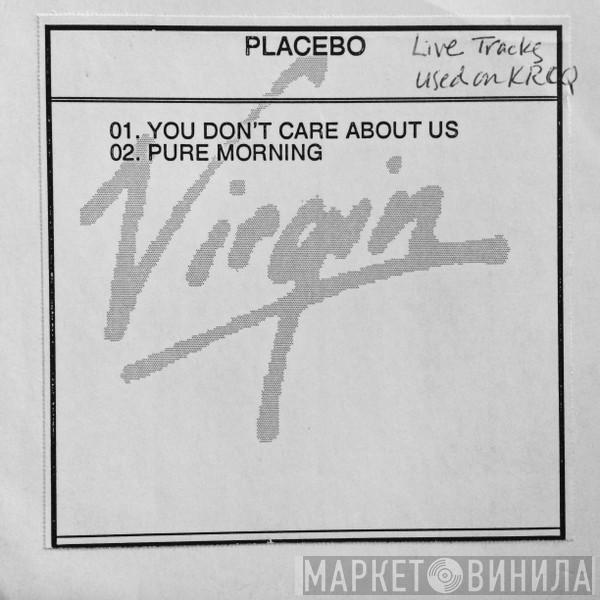 PLACEBO
Live Tracks
used on KROQ
01. YOU DON'T CARE ABOUT US
02. PURE MORNING
Virgin
МАРКЕТ ВИНИЛА